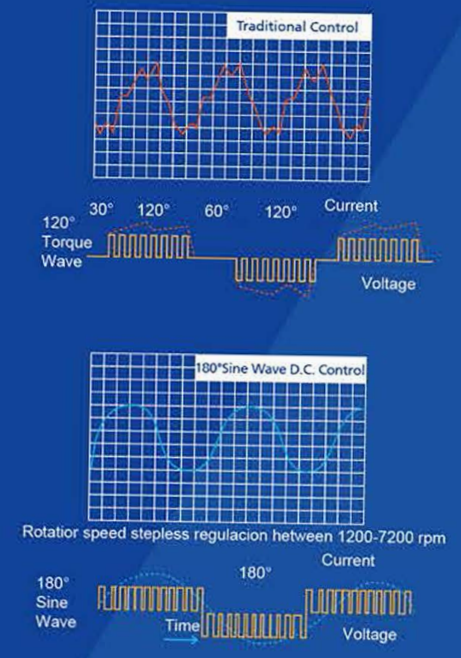 Traditional Control
30° 120° 60° 120° Current
120°
Torque
Wave
Voltage
180°Sine Wave D.C. Control
Rotatior speed stepless regulacion hetween 1200-7200 rpm
180° Current
180°
Sine
Wave
Time
Voltage